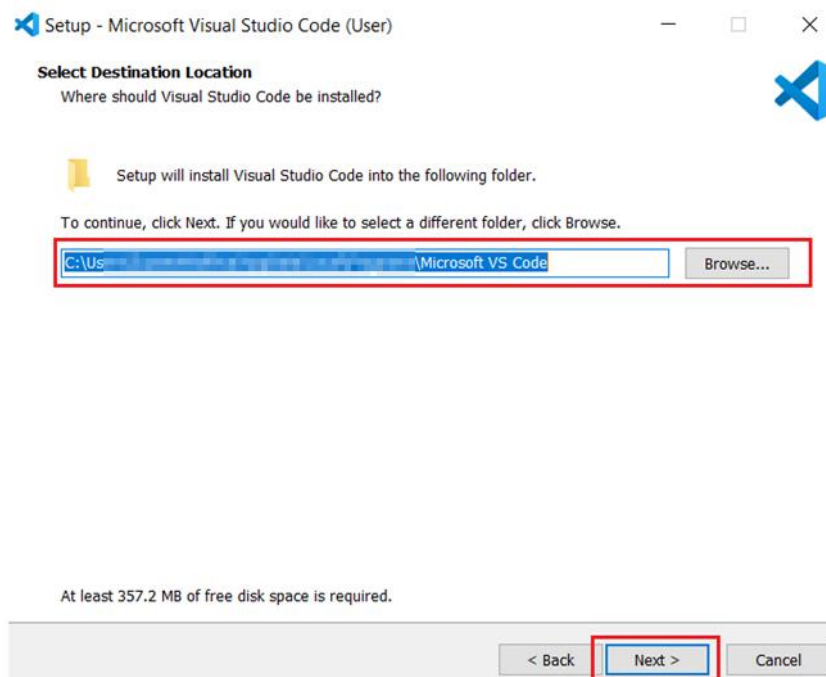 Setup - Microsoft Visual Studio Code (User)
Select Destination Location
Where should Visual Studio Code be installed?
Setup will install Visual Studio Code into the following folder.
To continue, click Next. If you would like to select a different folder, click Browse.
C:\Us \Microsoft VS Code Browse...
At least 357.2 MB of free disk space is required.
< Back Next > Cancel